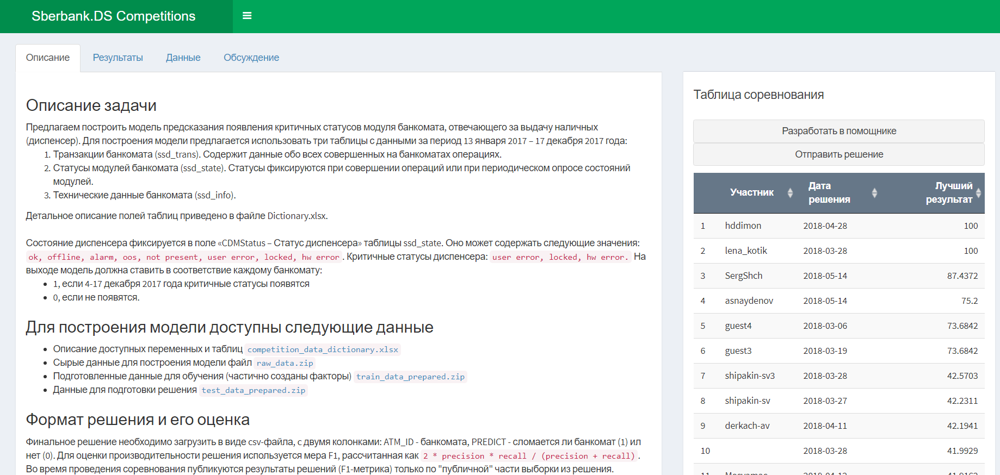 Sberbank.DS Competitions
Описание
Результаты
Данные
Обсуждение
Описание задачи
Предлагаем построить модель предсказания появления критичных статусов модуля банкомата, отвечающего за выдачу наличных
(диспенсер). Для построения модели предлагается использовать три таблицы с данными за период 13 января 2017 – 17 декабря 2017 года:
1. Транзакции банкомата (ssd_trans). Содержит данные обо всех совершенных на банкоматах операциях.
2. Статусы модулей банкомата (ssd_state). Статусы фиксируются при совершении операций или при периодическом опросе состояний
модулей.
3. Технические данные банкомата (ssd_info).
Детальное описание полей таблиц приведено в файле Dictionary.xlsx.
Состояние диспенсера фиксируется в поле «CDMStatus – Статус диспенсера» таблицы ssd_state. Оно может содержать следующие значения:
ok, offline, alarm, oos, not present, user error, locked, hw error. Критичные статусы диспенсера: user error, locked, hw error. На
выходе модель должна ставить в соответствие каждому банкомату:
• 1, если 4-17 декабря 2017 года критичные статусы появятся
• 0, если не появятся.
Для построения модели доступны следующие данные
• Описание доступных переменных и таблиц competition_data_dictionary.xlsx
• Сырые данные для построения модели файл raw_data.zip
• Подготовленные данные для обучения (частично созданы факторы) train_data_prepared.zip
• Данные для подготовки решения test_data_prepared.zip
Формат решения и его оценка
Финальное решение необходимо загрузить в виде csv-файла, с двумя колонками: ATM_ID - банкомата, PREDICT - сломается ли банкомат (1) ил
нет (0). Для оценки производительности решения используется мера F1, рассчитанная как 2 * precision * recall / (precision + recall).
Во время проведения соревнования публикуются результаты решений (F1-метрика) только по "публичной" части выборки из решения.
Таблица соревнования
Разработать в помощнике
Отправить решение
Участник Дата решения Лучший результат
1 hddimon 2018-04-28 100
2 lena_kotik 2018-03-28 100
3 SergShch 2018-05-14 87.4372
4 asnaydenov 2018-05-14 75.2
5 guest4 2018-03-06 73.6842
6 guest3 2018-03-19 73.6842
7 shipakin-sv3 2018-03-28 42.5703
8 shipakin-sv 2018-03-27 42.2311
9 derkach-av 2018-04-11 42.1941
10 2018-03-28 41.9929